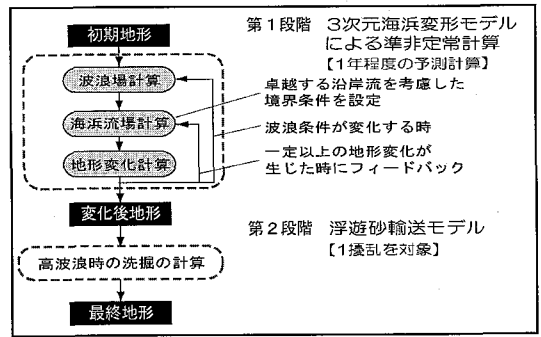 初期地形
第1段階 3次元海浜変形モデル
による準非定常計算
【1年程度の予測計算】
波浪場計算
卓越する沿岸流を考慮した
境界条件を設定
海浜流場計算
波浪条件が変化する時
一定以上の地形変化が
生じた時にフィードバック
地形変化計算
変化後地形
第2段階 浮遊砂輸送モデル
【1擾乱を対象】
高波浪時の洗掘の計算
最終地形